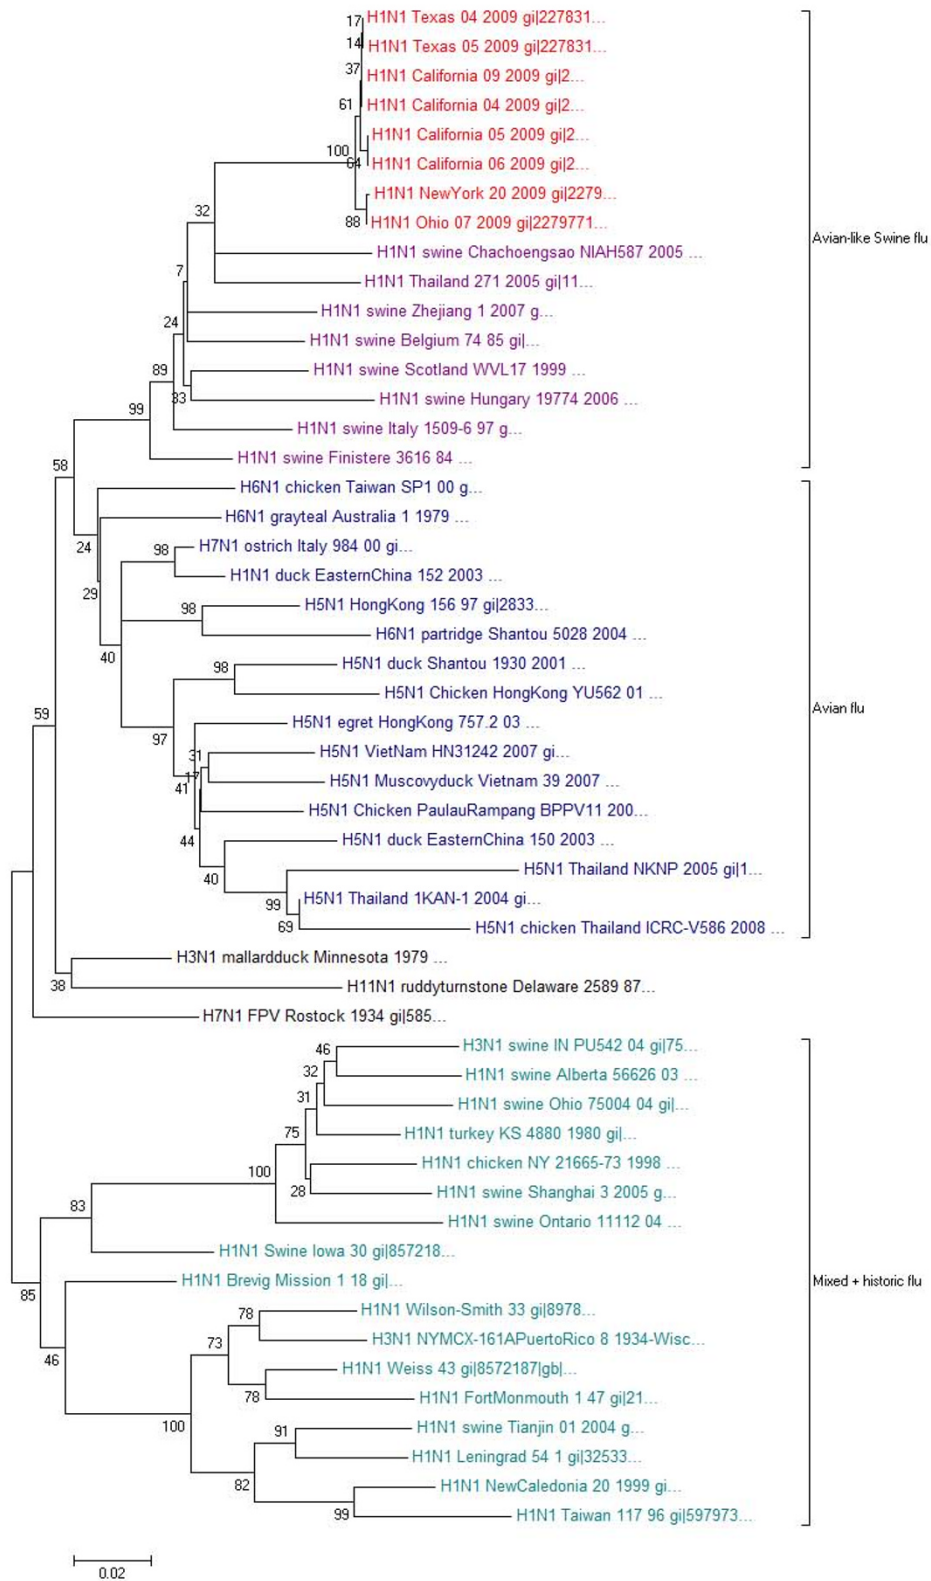 17
H1N1 Texas 04 2009 gi|227831...
14
H1N1 Texas 05 2009 gi|227831...
37
H1N1 California 09 2009 gi|2...
61
H1N1 California 04 2009 gi|2...
H1N1 California 05 2009 gi|2...
100
64
H1N1 California 06 2009 gi|2...
H1N1 NewYork 20 2009 gi|2279...
88
H1N1 Ohio 07 2009 gi|2279771...
32
Avian-like Swine flu
H1N1 swine Chachoengsao NIAH587 2005 ...
7
H1N1 Thailand 271 2005 gi|11...
H1N1 swine Zhejiang 1 2007 g...
24
H1N1 swine Belgium 74 85 gi|...
89
H1N1 swine Scotland WVL17 1999 ...
33
H1N1 swine Hungary 19774 2006 ...
99
H1N1 swine Italy 1509-6 97 g...
H1N1 swine Finistere 3616 84 ...
58
H6N1 chicken Taiwan SP1 00 g...
H6N1 grayteal Australia 1 1979 ...
24
98
H7N1 ostrich Italy 984 00 gi...
H1N1 duck EasternChina 152 2003 ...
29
98
H5N1 HongKong 156 97 gi|2833...
H6N1 partridge Shantou 5028 2004 ...
40
98
H5N1 duck Shantou 1930 2001 ...
H5N1 Chicken HongKong YU562 01 ...
59
Avian flu
97
H5N1 egret HongKong 757.2 03 ...
31
H5N1 VietNam HN31242 2007 gi...
17
41
H5N1 Muscovyduck Vietnam 39 2007 ...
H5N1 Chicken PaulauRampang BPPV11 200...
44
H5N1 duck EasternChina 150 2003 ...
40
H5N1 Thailand NKNP 2005 gi|1...
99
H5N1 Thailand 1KAN-1 2004 gi...
69
H5N1 chicken Thailand ICRC-V586 2008 ...
H3N1 mallardduck Minnesota 1979 ...
38
H11N1 ruddyturnstone Delaware 2589 87...
H7N1 FPV Rostock 1934 gi|585...
46
H3N1 swine IN PU542 04 gi|75...
32
H1N1 swine Alberta 56626 03 ...
31
H1N1 swine Ohio 75004 04 gi|...
75
H1N1 turkey KS 4880 1980 gi|...
100
H1N1 chicken NY 21665-73 1998 ...
28
H1N1 swine Shanghai 3 2005 g...
83
H1N1 swine Ontario 11112 04 ...
H1N1 Swine Iowa 30 gi|857218...
85
H1N1 Brevig Mission 1 18 gi|...
Mixed + historic flu
78
H1N1 Wilson-Smith 33 gi|8978...
73
H3N1 NYMCX-161APuertoRico 8 1934-Wisc...
46
H1N1 Weiss 43 gi|8572187|gb|...
78
H1N1 FortMonmouth 1 47 gi|21...
100
91
H1N1 swine Tianjin 01 2004 g...
H1N1 Leningrad 54 1 gi|32533...
82
H1N1 NewCaledonia 20 1999 gi...
99
H1N1 Taiwan 117 96 gi|597973...
0.02